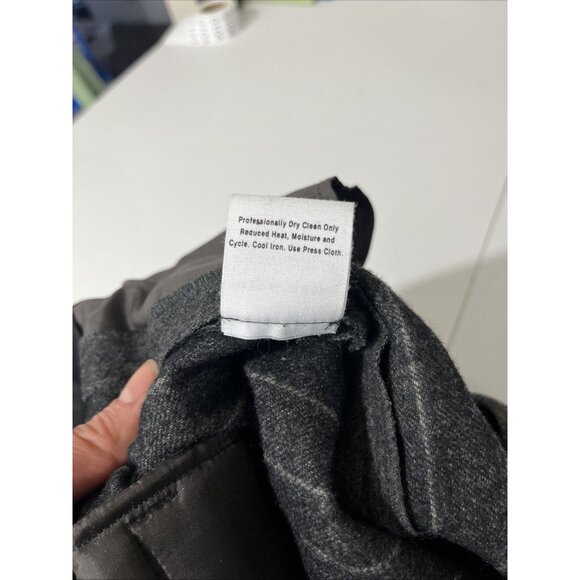 Professionally Dry Clean Only
Reduced Heat, Moisture and
Cycle. Cool Iron. Use Press Cloth.